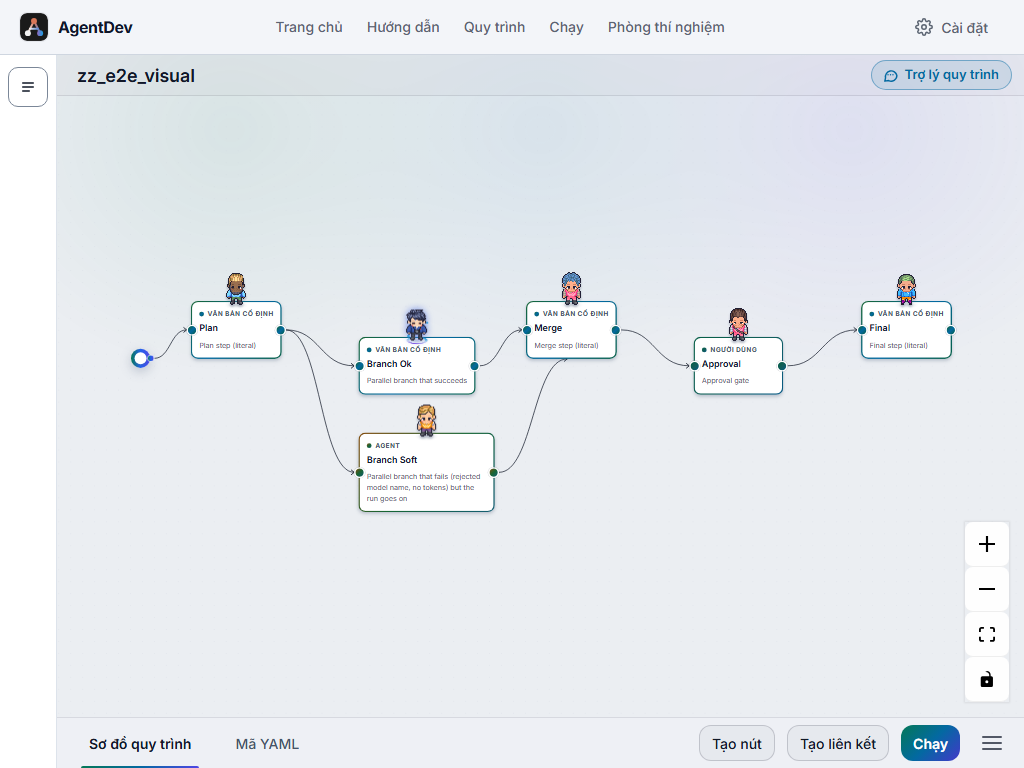 AgentDev
Trang chủ
Hướng dẫn
Quy trình
Chạy
Phòng thí nghiệm
Cài đặt
zz_e2e_visual
Trợ lý quy trình
VĂN BẢN CỐ ĐỊNH
Plan
Plan step (literal)
VĂN BẢN CỐ ĐỊNH
Branch Ok
Parallel branch that succeeds
AGENT
Branch Soft
Parallel branch that fails (rejected
model name, no tokens) but the
run goes on
VĂN BẢN CỐ ĐỊNH
Merge
Merge step (literal)
NGƯỜI DÙNG
Approval
Approval gate
VĂN BẢN CỐ ĐỊNH
Final
Final step (literal)
Sơ đồ quy trình
Mã YAML
Tạo nút
Tạo liên kết
Chạy